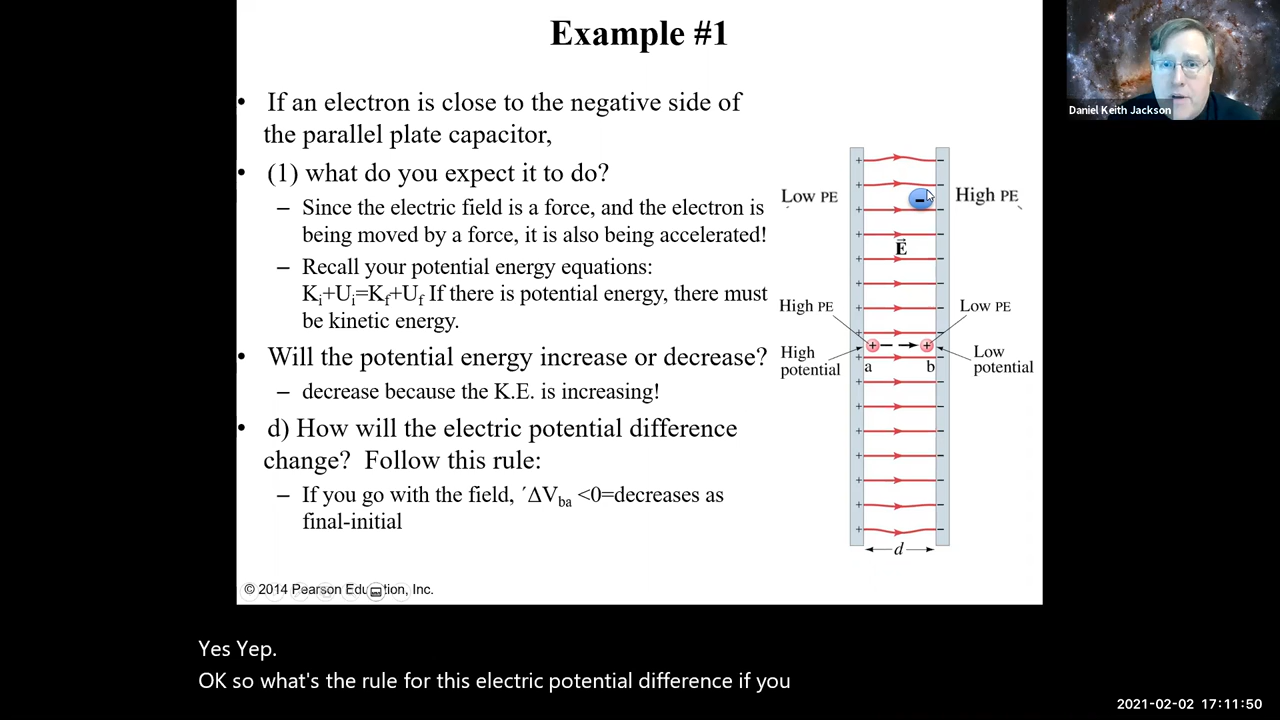 Example #1
Daniel Keith Jackson
• If an electron is close to the negative side of
the parallel plate capacitor,
• (1) what do you expect it to do?
– Since the electric field is a force, and the electron is
being moved by a force, it is also being accelerated!
– Recall your potential energy equations:
Ki+Ui=Kf+Uf If there is potential energy, there must
be kinetic energy.
• Will the potential energy increase or decrease?
– decrease because the K.E. is increasing!
• d) How will the electric potential difference
change? Follow this rule:
– If you go with the field, ´ΔVba <0=decreases as
final-initial
Low PE
High PE
E⃗
High PE
Low PE
High
potential
Low
potential
a
b
d
© 2014 Pearson Education, Inc.
Yes Yep.
OK so what's the rule for this electric potential difference if you
2021-02-02 17:11:50